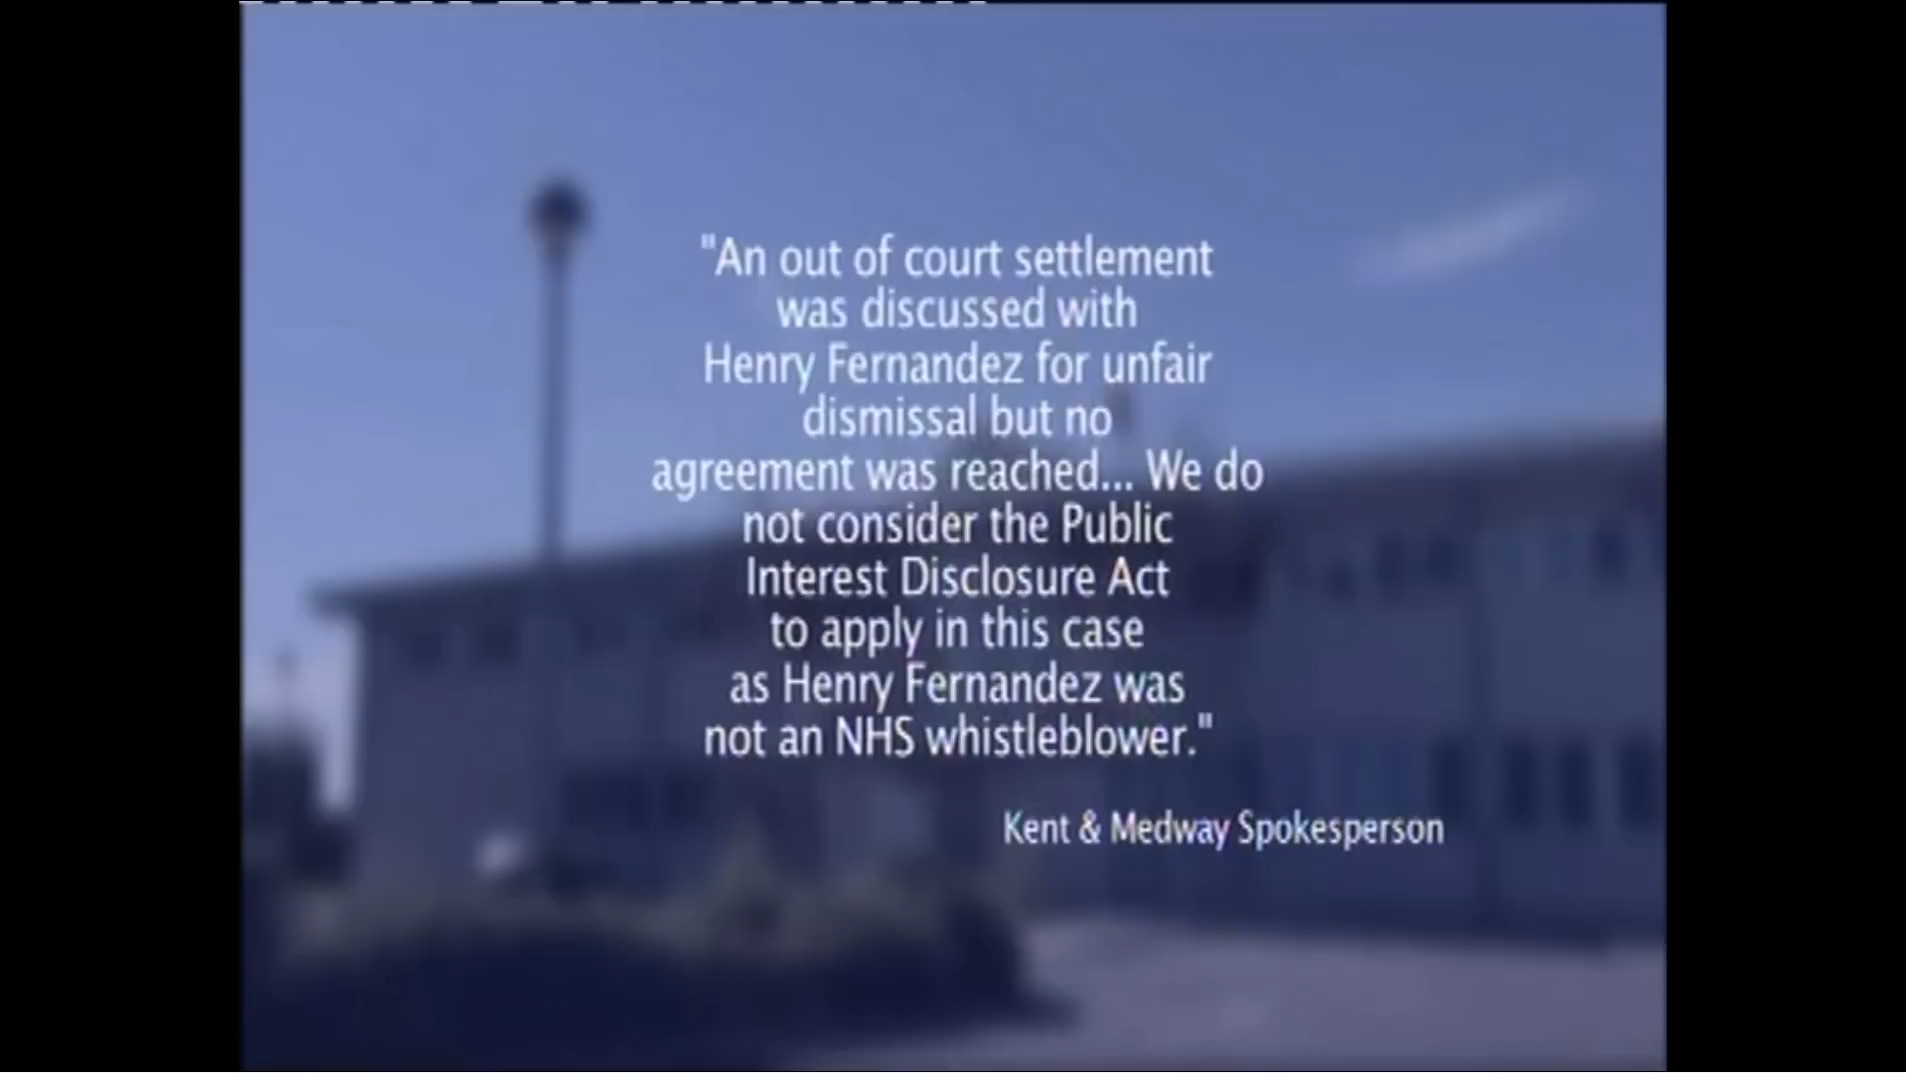 "An out of court settlement
was discussed with
Henry Fernandez for unfair
dismissal but no
agreement was reached... We do
not consider the Public
Interest Disclosure Act
to apply in this case
as Henry Fernandez was
not an NHS whistleblower."
Kent & Medway Spokesperson